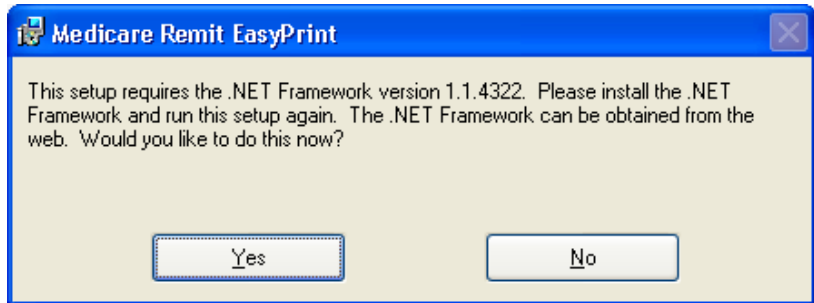 Medicare Remit EasyPrint
This setup requires the .NET Framework version 1.1.4322.  Please install the .NET
Framework and run this setup again.  The .NET Framework can be obtained from the
web.  Would you like to do this now?
Yes
No